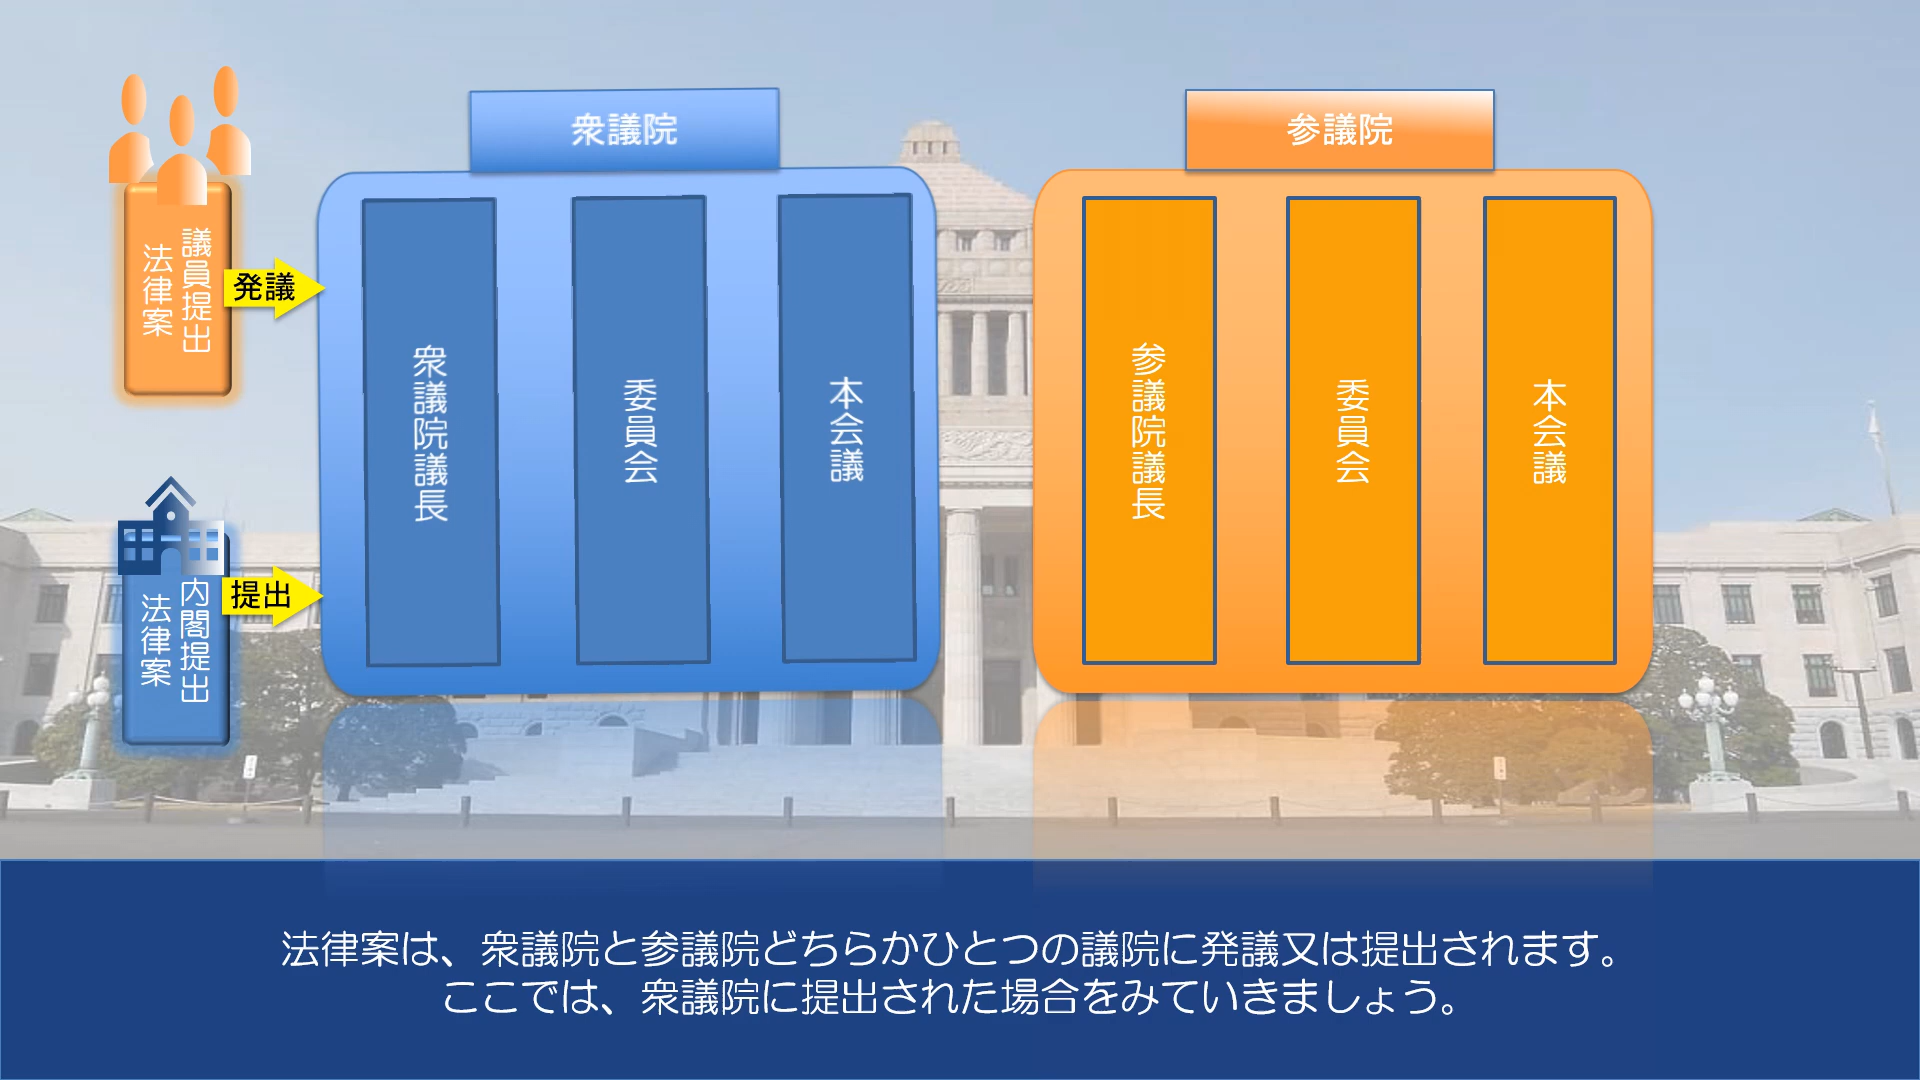 衆議院
参議院
議員提出
法律案
発議
衆議院議長
委員会
本会議
参議院議長
委員会
本会議
内閣提出
法律案
提出
法律案は、衆議院と参議院どちらかひとつの議院に発議又は提出されます。
ここでは、衆議院に提出された場合をみていきましょう。